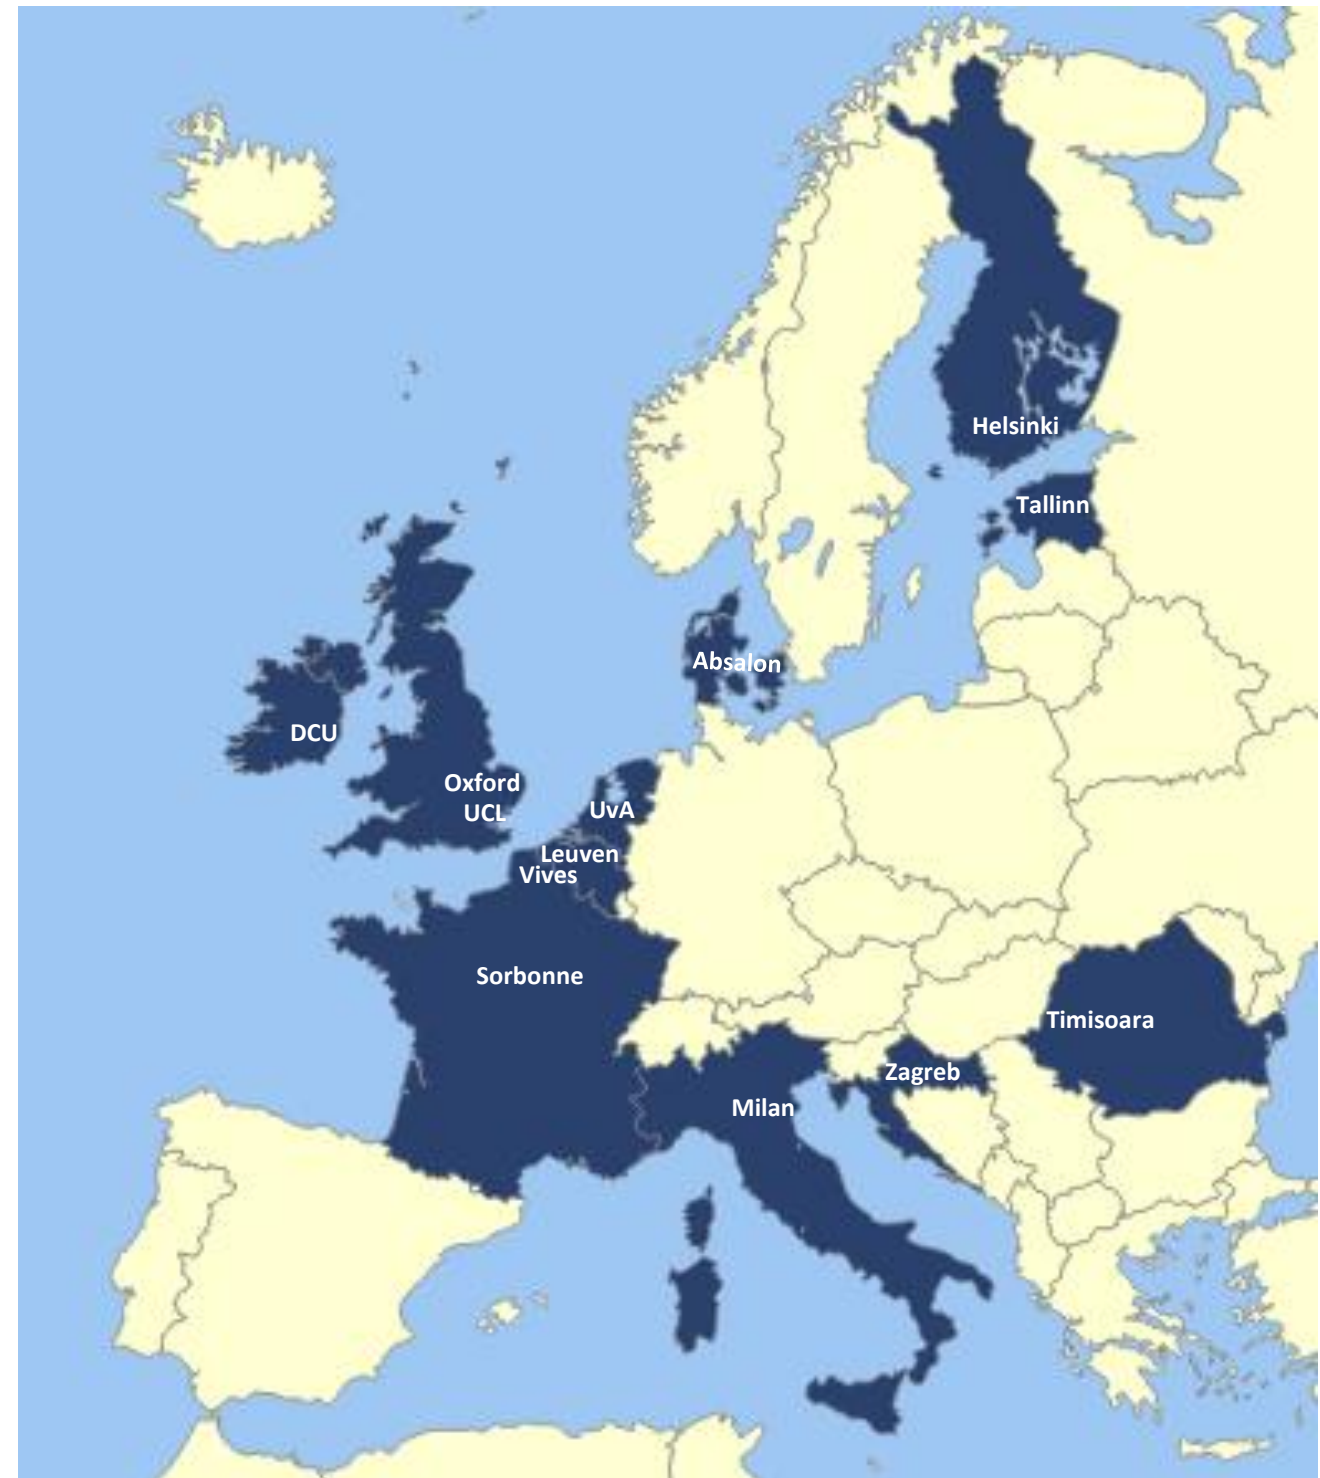 Helsinki
Tallinn
Absalon
DCU
Oxford
UCL
UvA
Leuven
Vives
Sorbonne
Timisoara
Zagreb
Milan